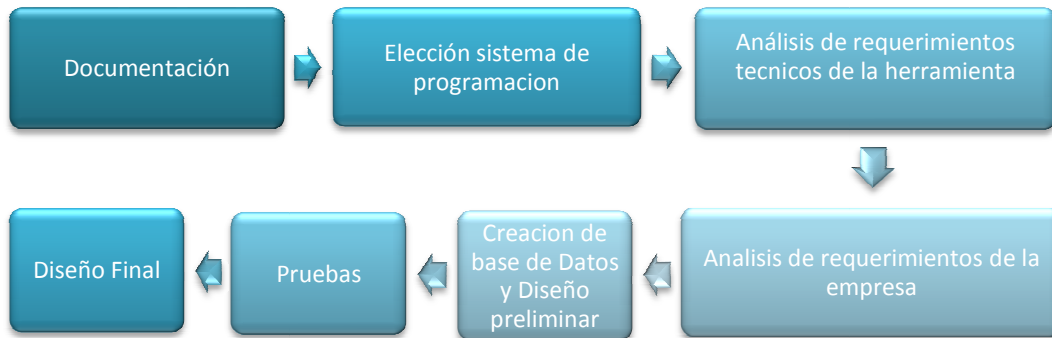 Documentación
Elección sistema de
programacion
Análisis de requerimientos
tecnicos de la herramienta
Analisis de requerimientos de la
empresa
Creacion de
base de Datos
y Diseño
preliminar
Pruebas
Diseño Final